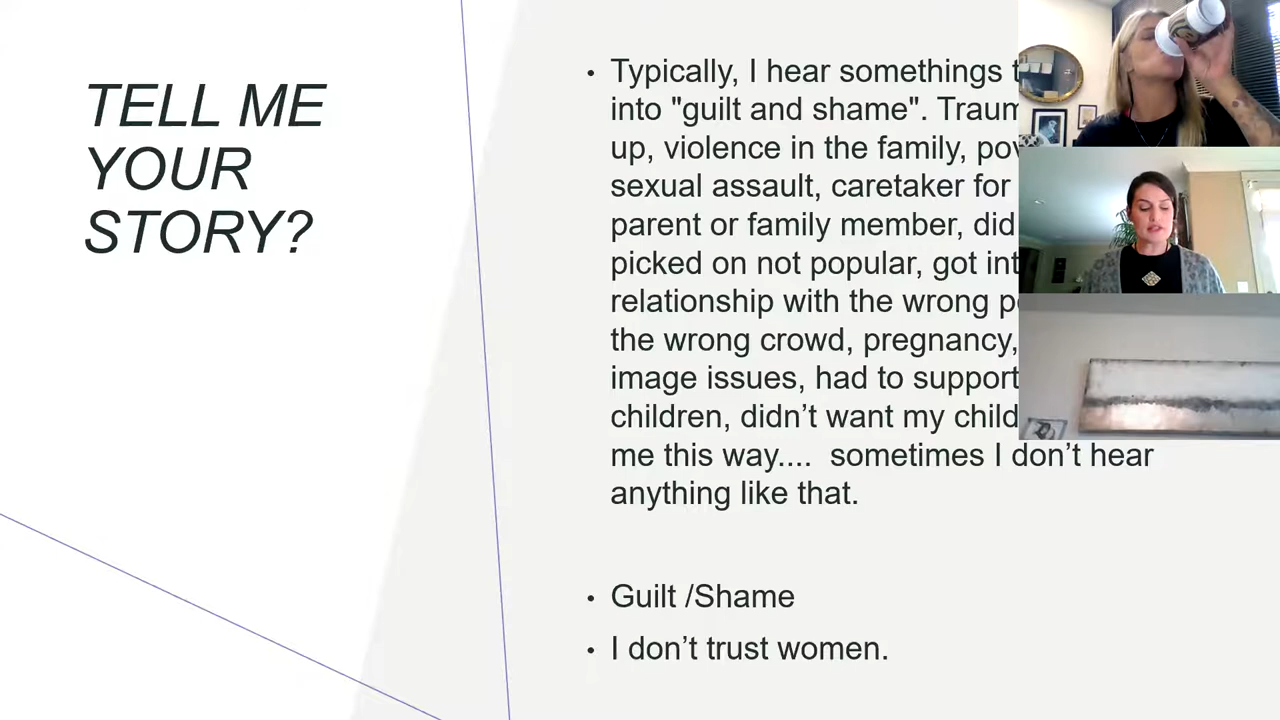 TELL ME
YOUR
STORY?
• Typically, I hear somethings
into "guilt and shame".
up, violence in the family,
sexual assault, caretaker for
parent or family member, did
picked on not popular, got
relationship with the wrong
the wrong crowd, pregnancy,
image issues, had to support
children, didn’t want my
me this way.... sometimes I don’t hear
anything like that.
• Guilt /Shame
• I don’t trust women.